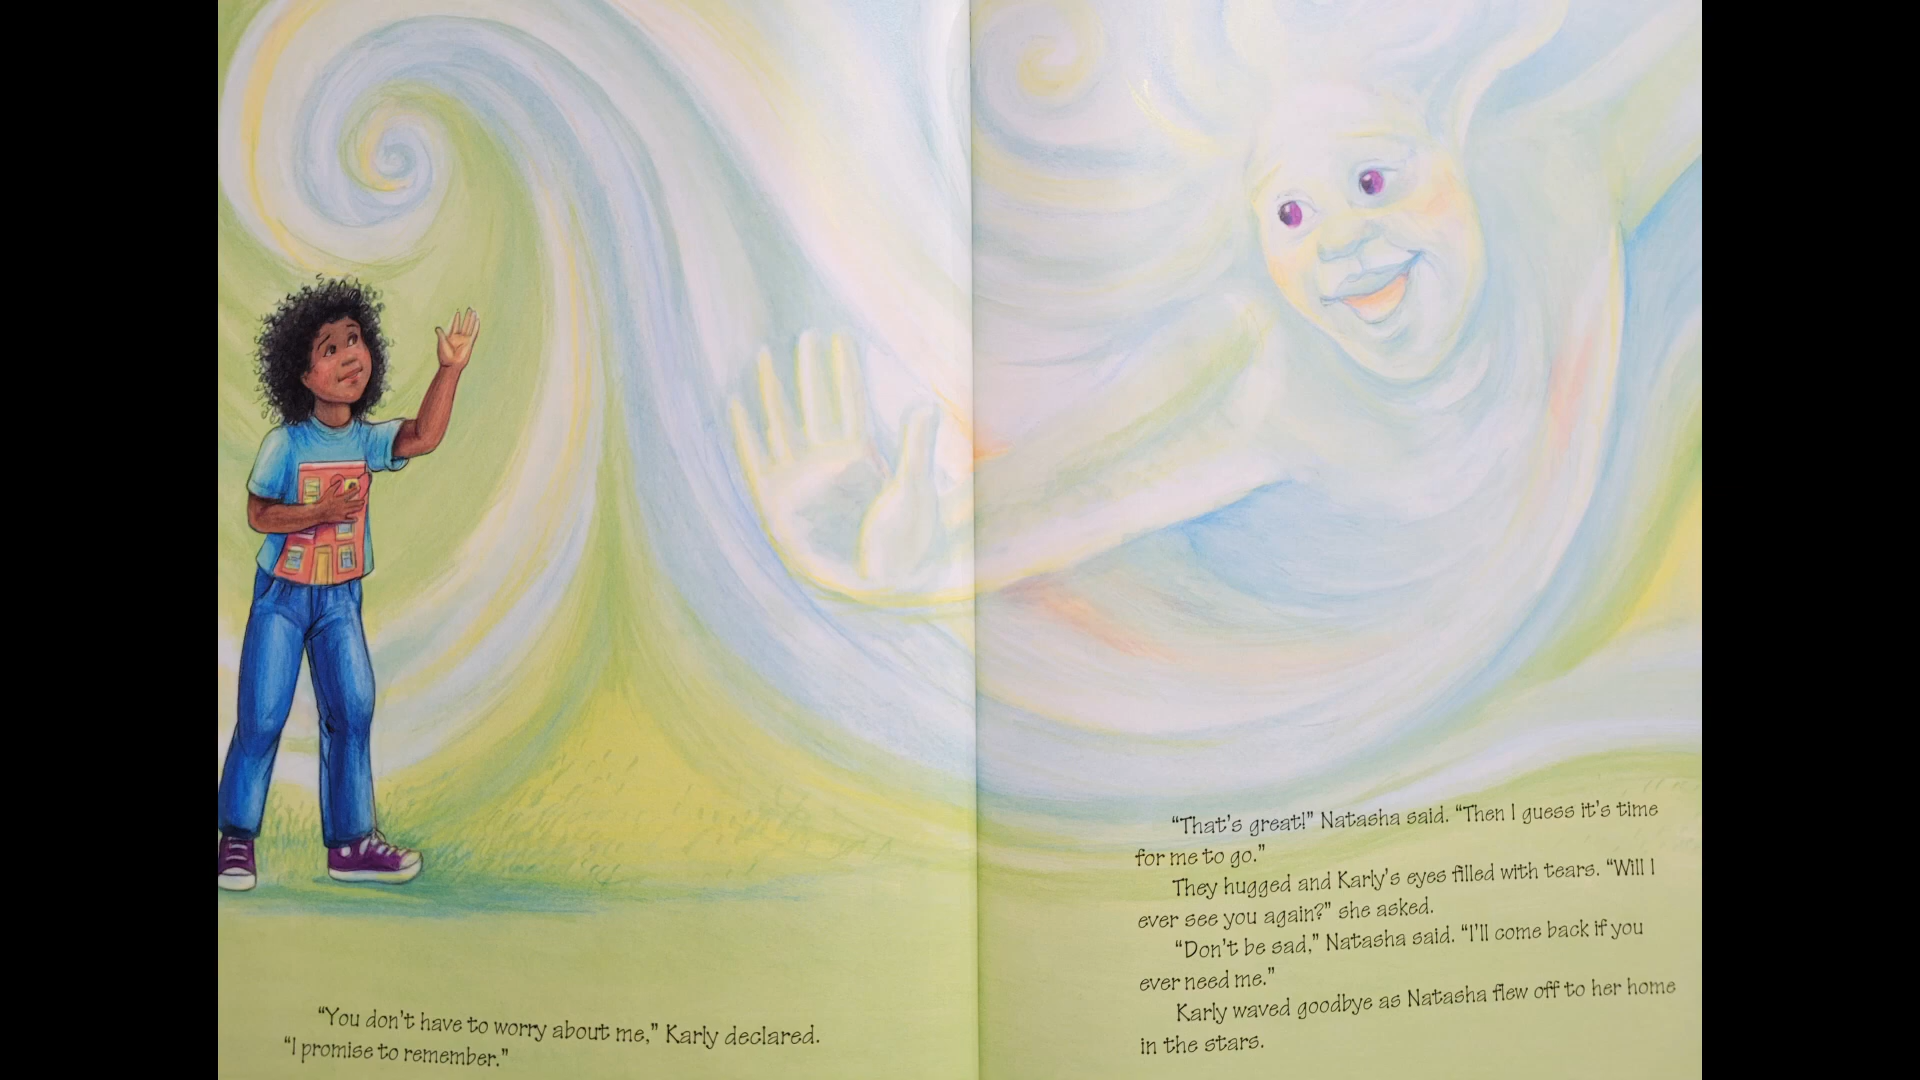 “You don’t have to worry about me,” Karly declared.
“I promise to remember.”
“That’s great!” Natasha said. “Then I guess it’s time
for me to go.”
They hugged and Karly’s eyes filled with tears. “Will I
ever see you again?” she asked.
“Don’t be sad,” Natasha said. “I’ll come back if you
ever need me.”
Karly waved goodbye as Natasha flew off to her home
in the stars.